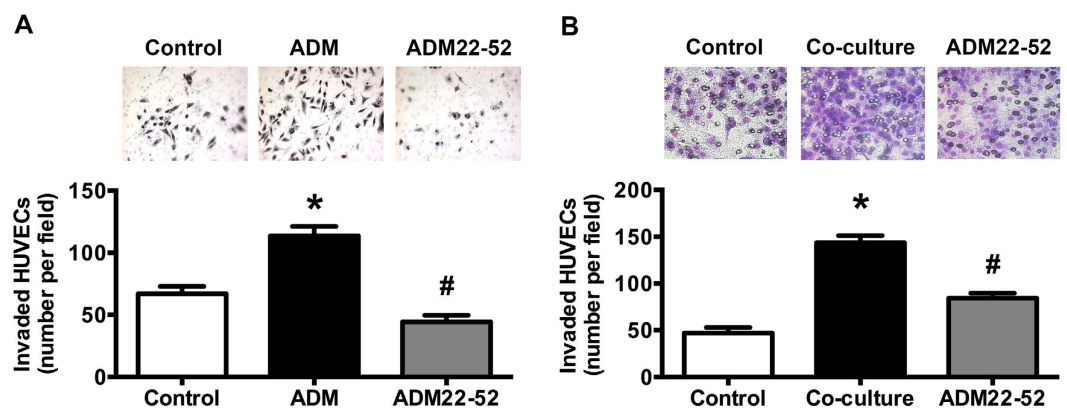 A
Control ADM ADM22-52
Invaded HUVECs
(number per field)
150
100
50
0
*
#
Control ADM ADM22-52
B
Control Co-culture ADM22-52
Invaded HUVECs
(number per field)
200
150
100
50
0
*
#
Control Co-culture ADM22-52